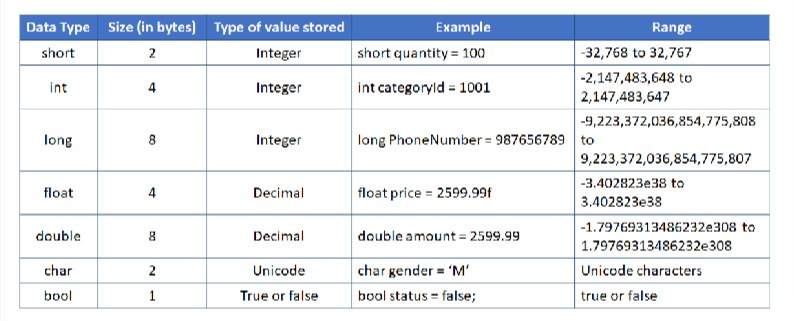 Data Type Size (in bytes) Type of value stored Example Range
short 2 Integer short quantity = 100 -32,768 to 32,767
int 4 Integer int categoryId = 1001 -2,147,483,648 to
2,147,483,647
long 8 Integer long PhoneNumber = 987656789 -9,223,372,036,854,775,808
to
9,223,372,036,854,775,807
float 4 Decimal float price = 2599.99f -3.402823e38 to
3.402823e38
double 8 Decimal double amount = 2599.99 -1.79769313486232e308 to
1.79769313486232e308
char 2 Unicode char gender = ‘M’ Unicode characters
bool 1 True or false bool status = false; true or false